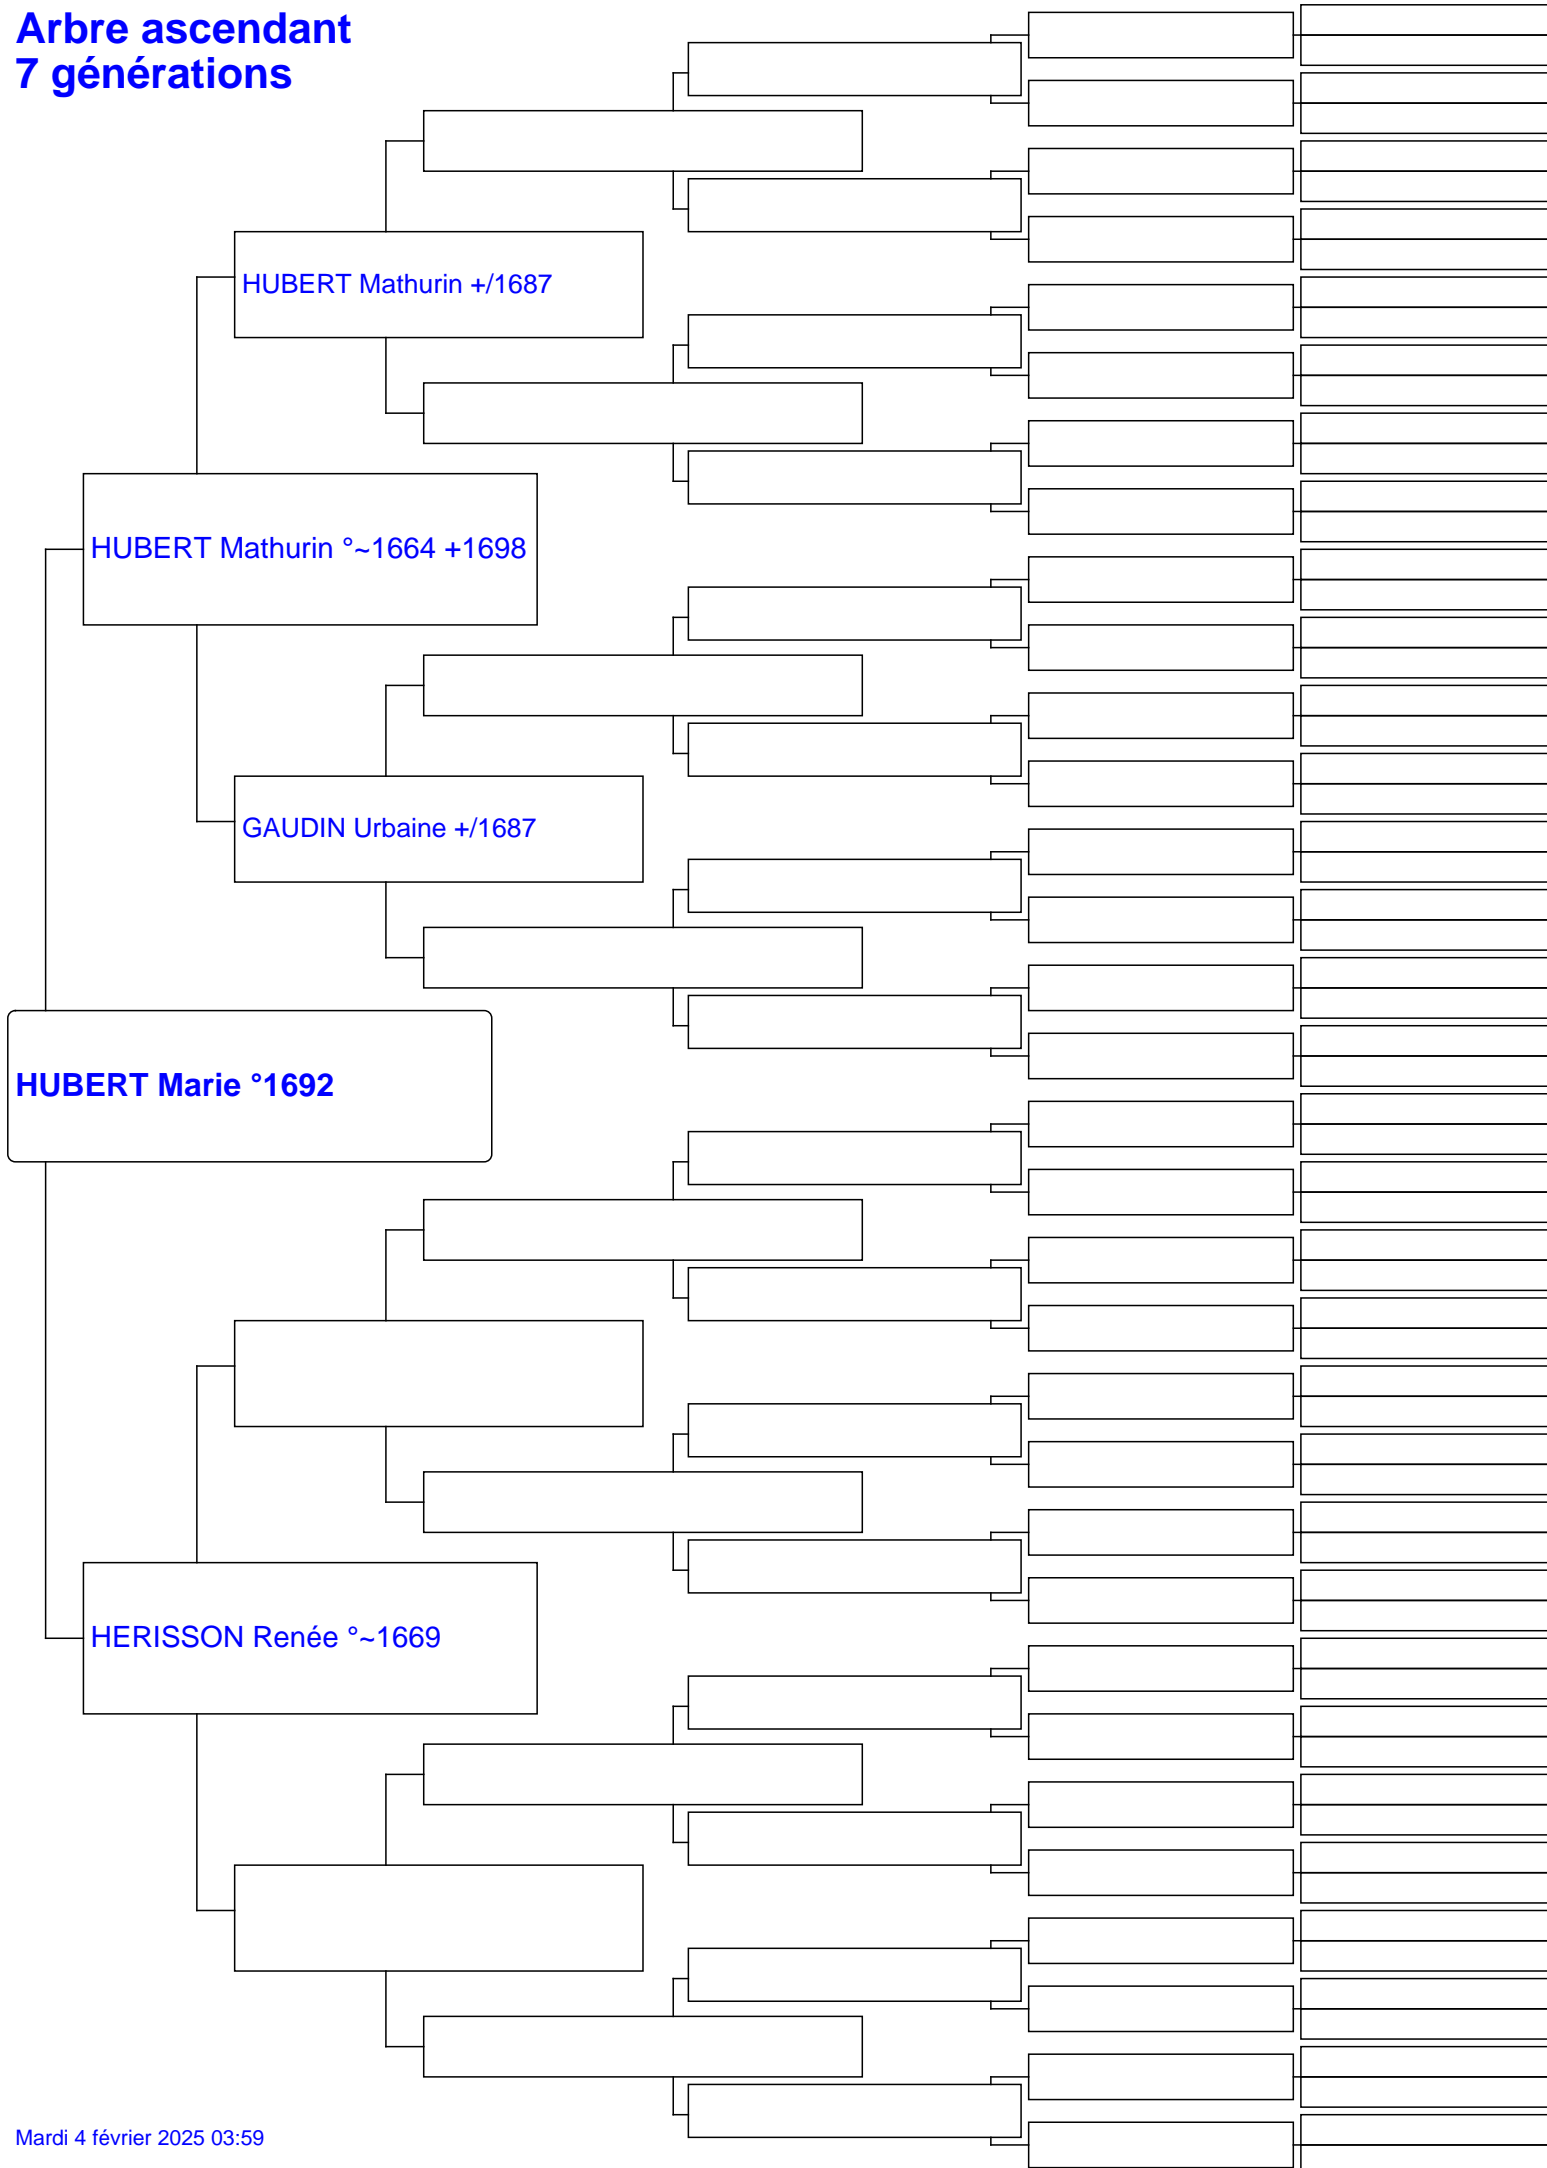 Arbre ascendant
7 générations
HUBERT Mathurin +/1687
HUBERT Mathurin °~1664 +1698
GAUDIN Urbaine +/1687
HUBERT Marie °1692
HERISSON Renée °~1669
Mardi 4 février 2025 03:59